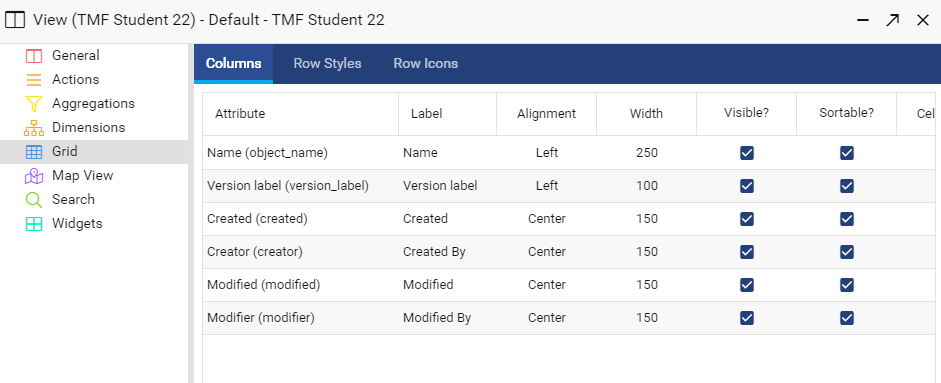 View (TMF Student 22) - Default - TMF Student 22
General
Actions
Aggregations
Dimensions
Grid
Map View
Search
Widgets
Columns Row Styles Row Icons
Attribute Label Alignment Width Visible? Sortable? Cel
Name (object_name) Name Left 250
Version label (version_label) Version label Left 100
Created (created) Created Center 150
Creator (creator) Created By Center 150
Modified (modified) Modified Center 150
Modifier (modifier) Modified By Center 150